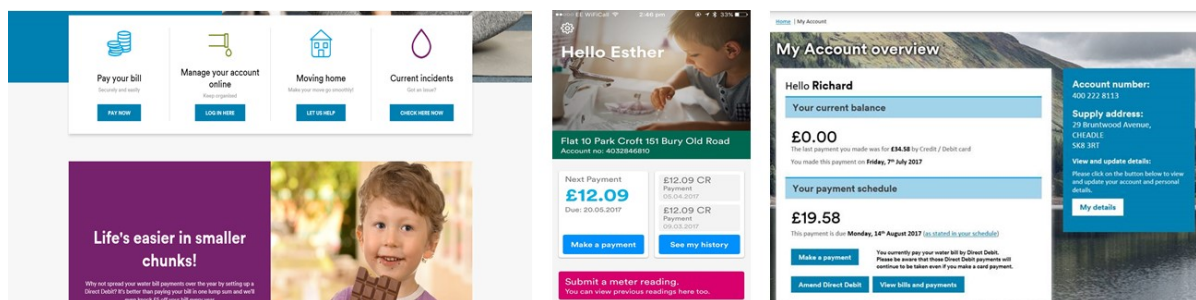 Pay your bill
Securely and easily
PAY NOW
Manage your account
online
Keep organised
LOG IN HERE
Moving home
Make your move go smoothly!
LET US HELP
Current incidents
Got an issue?
CHECK HERE NOW
Life's easier in smaller
chunks!
Why not spread your water bill payments over the year by setting up a
Direct Debit? It's better than paying your bill in one lump sum and we'll
EE WiFiCall 2:46 pm 33%
Hello Esther
Flat 10 Park Croft 151 Bury Old Road
Account no: 4032846810
Next Payment
£12.09
Due: 20.05.2017
Make a payment
£12.09 CR
Payment
05.04.2017
£12.09 CR
Payment
09.03.2017
See my history
Submit a meter reading.
You can view previous readings here too.
Home | My Account
My Account overview
Hello Richard
Your current balance
£0.00
The last payment you made was for £34.58 by Credit / Debit card
You made this payment on Friday, 7th July 2017
Your payment schedule
£19.58
This payment is due Monday, 14th August 2017 (as stated in your schedule)
Make a payment
You currently pay your water bill by Direct Debit.
Please be aware that those Direct Debit payments will
continue to be taken even if you make a card payment.
Amend Direct Debit
View bills and payments
Account number:
400 222 8113
Supply address:
29 Bruntwood Avenue,
CHEADLE
SK8 3RT
View and update details:
Please click on the button below to view
and update your account and personal
details.
My details